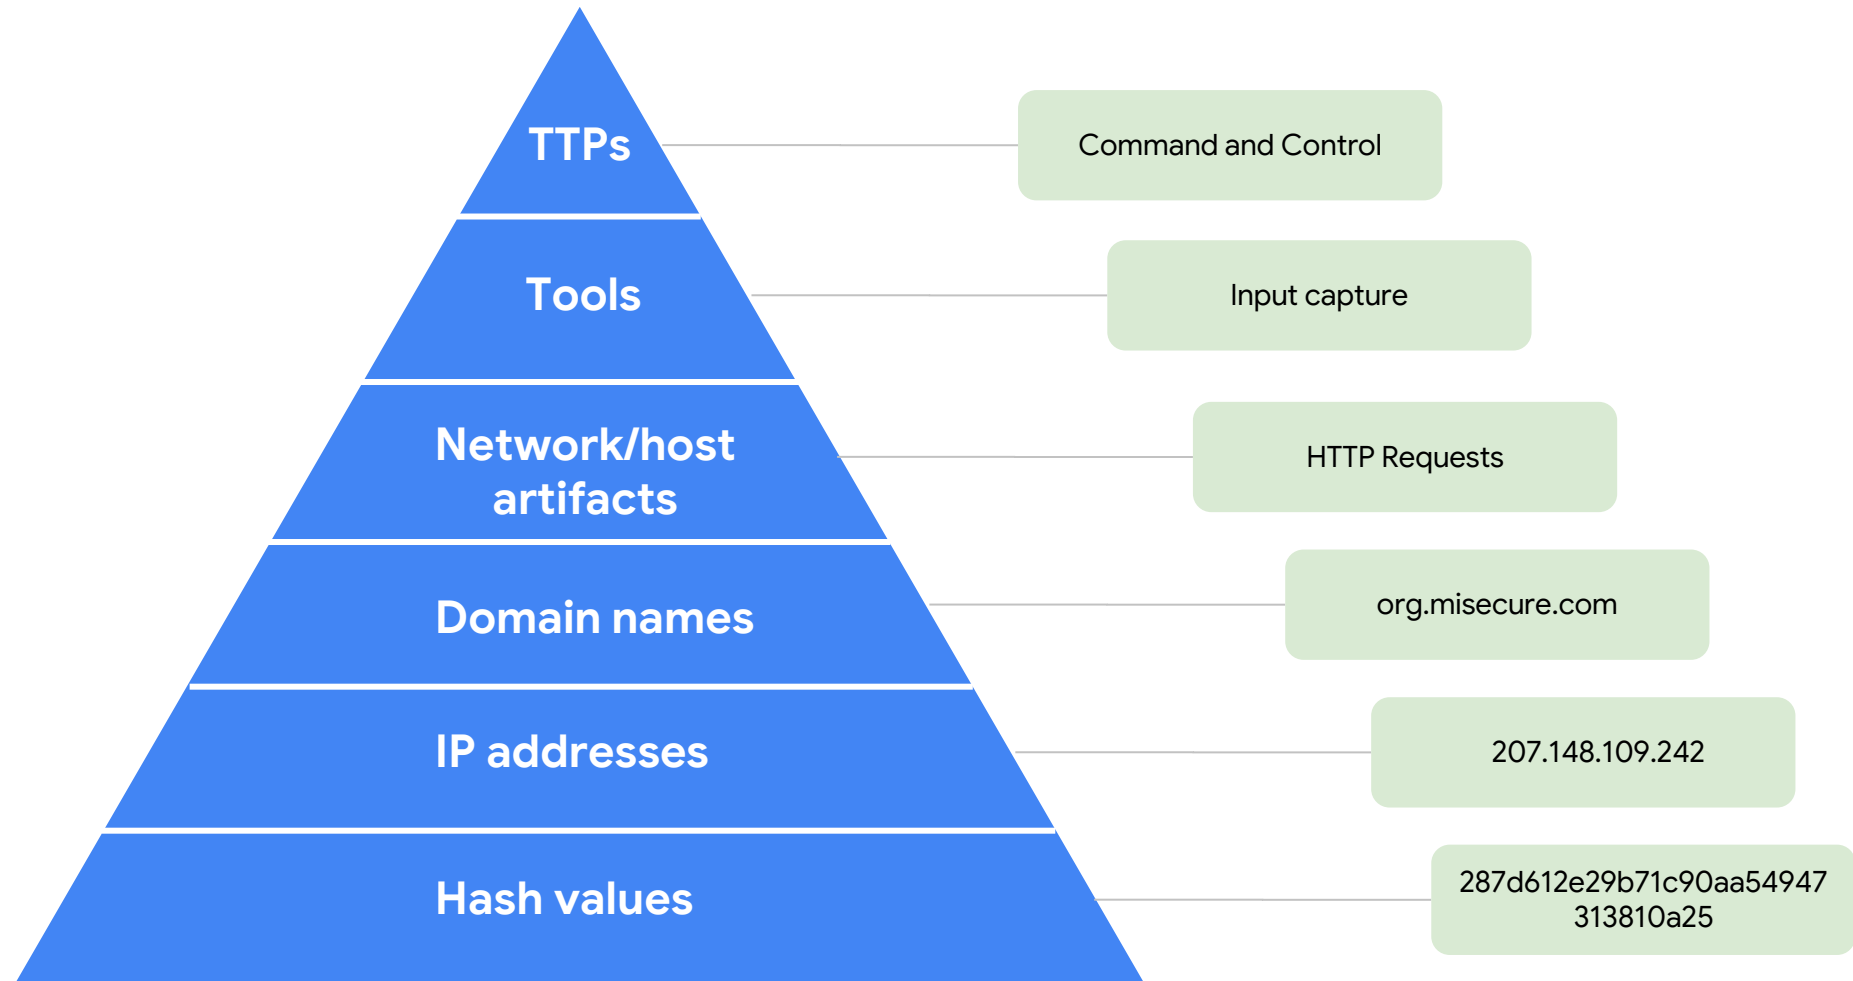 TTPs
Command and Control
Tools
Input capture
Network/host
artifacts
HTTP Requests
Domain names
org.misecure.com
IP addresses
207.148.109.242
Hash values
287d612e29b71c90aa54947
313810a25